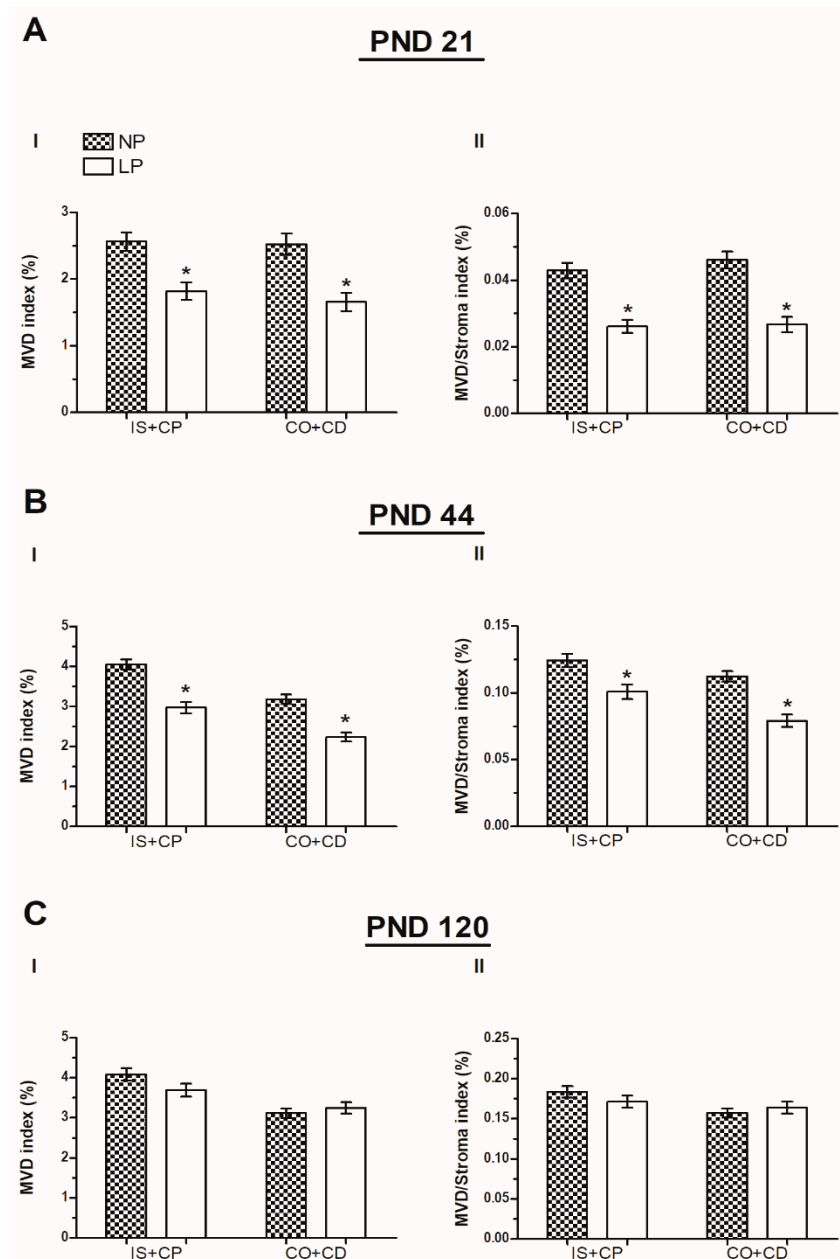 A
PND 21
I
NP
LP
II
MVD index (%)
3
2
1
0
*
*
IS+CP
CO+CD
MVD/Stroma index (%)
0.06
0.04
0.02
0.00
*
*
IS+CP
CO+CD
B
PND 44
I
II
MVD index (%)
5
4
3
2
1
0
*
*
IS+CP
CO+CD
MVD/Stroma index (%)
0.15
0.10
0.05
0.00
*
*
IS+CP
CO+CD
C
PND 120
I
II
MVD index (%)
5
4
3
2
1
0
IS+CP
CO+CD
MVD/Stroma index (%)
0.25
0.20
0.15
0.10
0.05
0.00
IS+CP
CO+CD